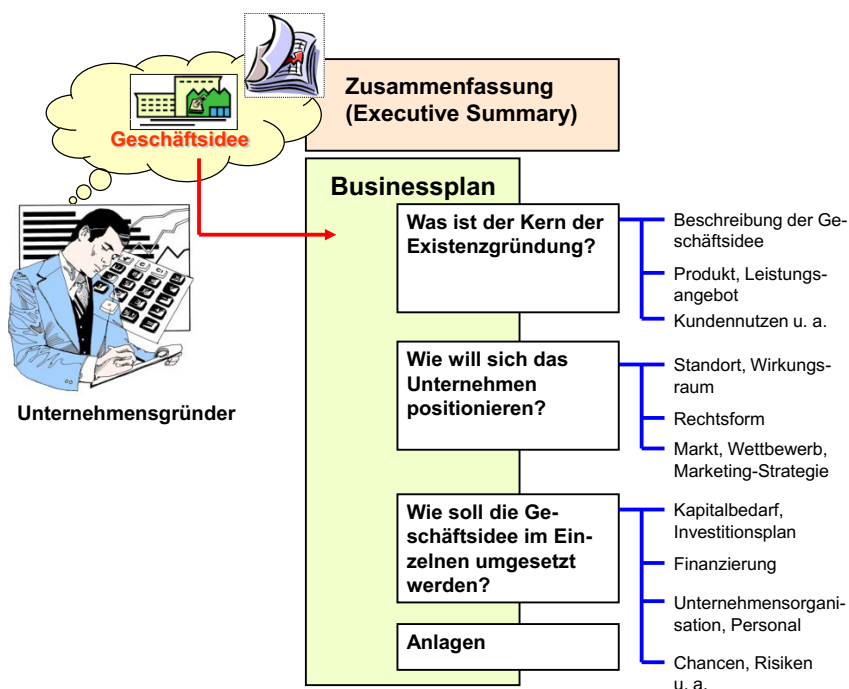 Zusammenfassung
(Executive Summary)
Geschäftsidee
Businessplan
Was ist der Kern der
Existenzgründung?
Beschreibung der Ge-
schäftsidee
Produkt, Leistungs-
angebot
Kundennutzen u. a.
Unternehmensgründer
Wie will sich das
Unternehmen
positionieren?
Standort, Wirkungs-
raum
Rechtsform
Markt, Wettbewerb,
Marketing-Strategie
Wie soll die Ge-
schäftsidee im Ein-
zelnen umgesetzt
werden?
Kapitalbedarf,
Investitionsplan
Finanzierung
Unternehmensorgani-
sation, Personal
Anlagen
Chancen, Risiken
u. a.